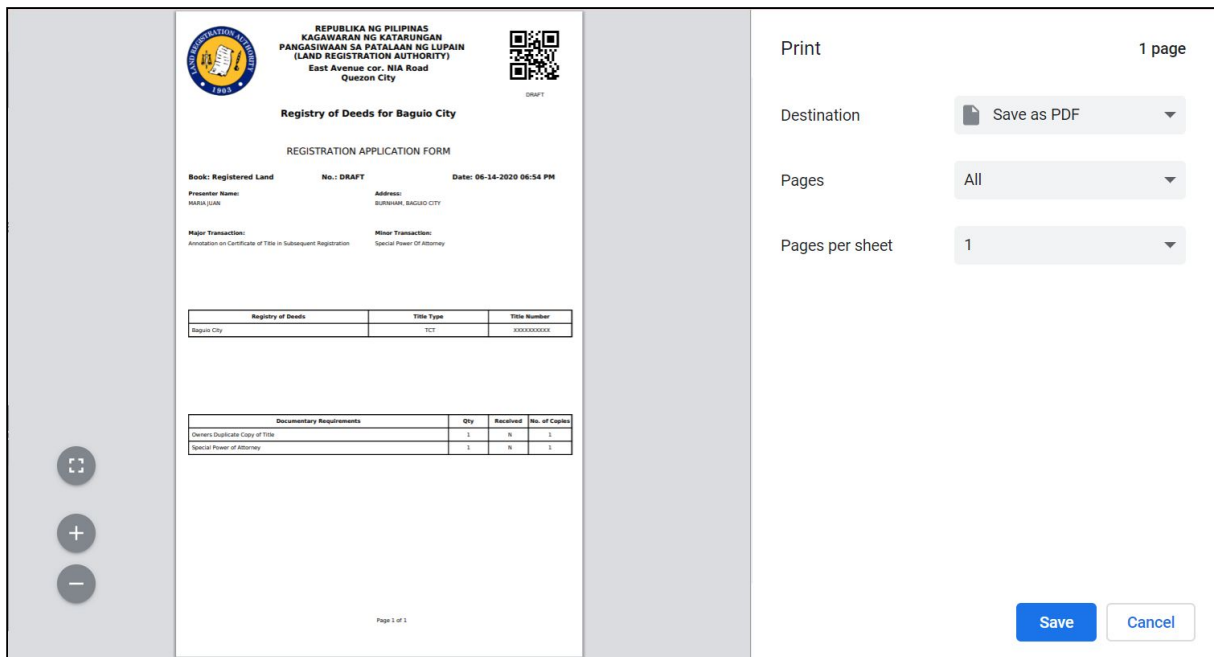 LAND REGISTRATION AUTHORITY
1903
REPUBLIKA NG PILIPINAS
KAGAWARAN NG KATARUNGAN
PANGASIWAAN SA PATALAAN NG LUPAIN
(LAND REGISTRATION AUTHORITY)
East Avenue cor. NIA Road
Quezon City
DRAFT
Registry of Deeds for Baguio City
REGISTRATION APPLICATION FORM
Book: Registered Land No.: DRAFT Date: 06-14-2020 06:54 PM
Presenter Name: Address:
MARIA JUAN BURNHAM, BAGUIO CITY
Major Transaction: Minor Transaction:
Annotation on Certificate of Title in Subsequent Registration Special Power Of Attorney
Registry of Deeds Title Type Title Number
Baguio City TCT XXXXXXXXXX
Documentary Requirements Qty Received No. of Copies
Owners Duplicate Copy of Title 1 N 1
Special Power of Attorney 1 N 1
Page 1 of 1
Print 1 page
Destination Save as PDF
Pages All
Pages per sheet 1
Save Cancel